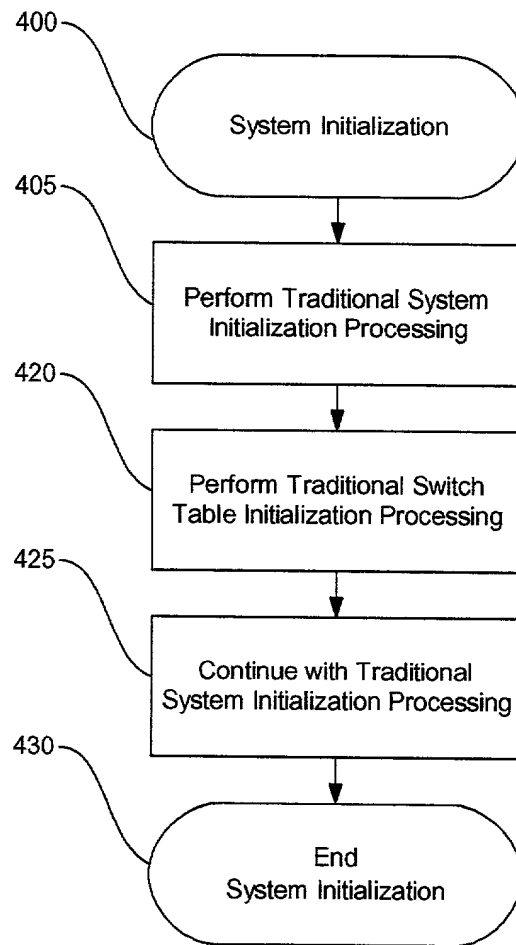 400
System Initialization
405
Perform Traditional System
Initialization Processing
420
Perform Traditional Switch
Table Initialization Processing
425
Continue with Traditional
System Initialization Processing
430
End
System Initialization